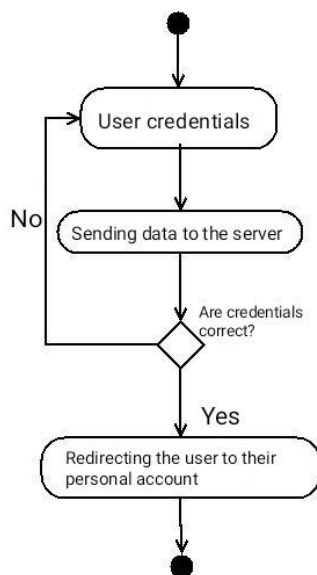 User credentials
No
Sending data to the server
Are credentials
correct?
Yes
Redirecting the user to their
personal account